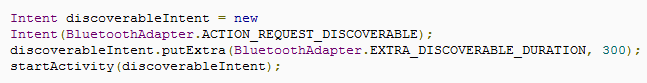 Intent discoverableIntent = new
Intent(BluetoothAdapter.ACTION_REQUEST_DISCOVERABLE);
discoverableIntent.putExtra(BluetoothAdapter.EXTRA_DISCOVERABLE_DURATION, 300);
startActivity(discoverableIntent);